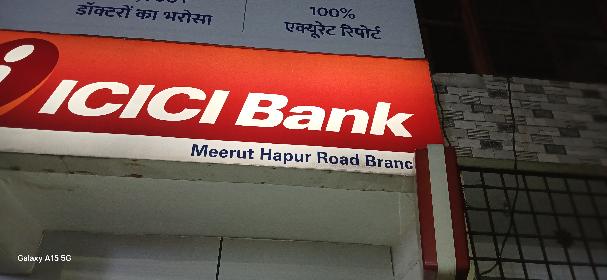 डॉक्टरों का भरोसा
100%
एक्यूरेट रिपोर्ट
ICICI Bank
Meerut Hapur Road Branc
Galaxy A15 5G